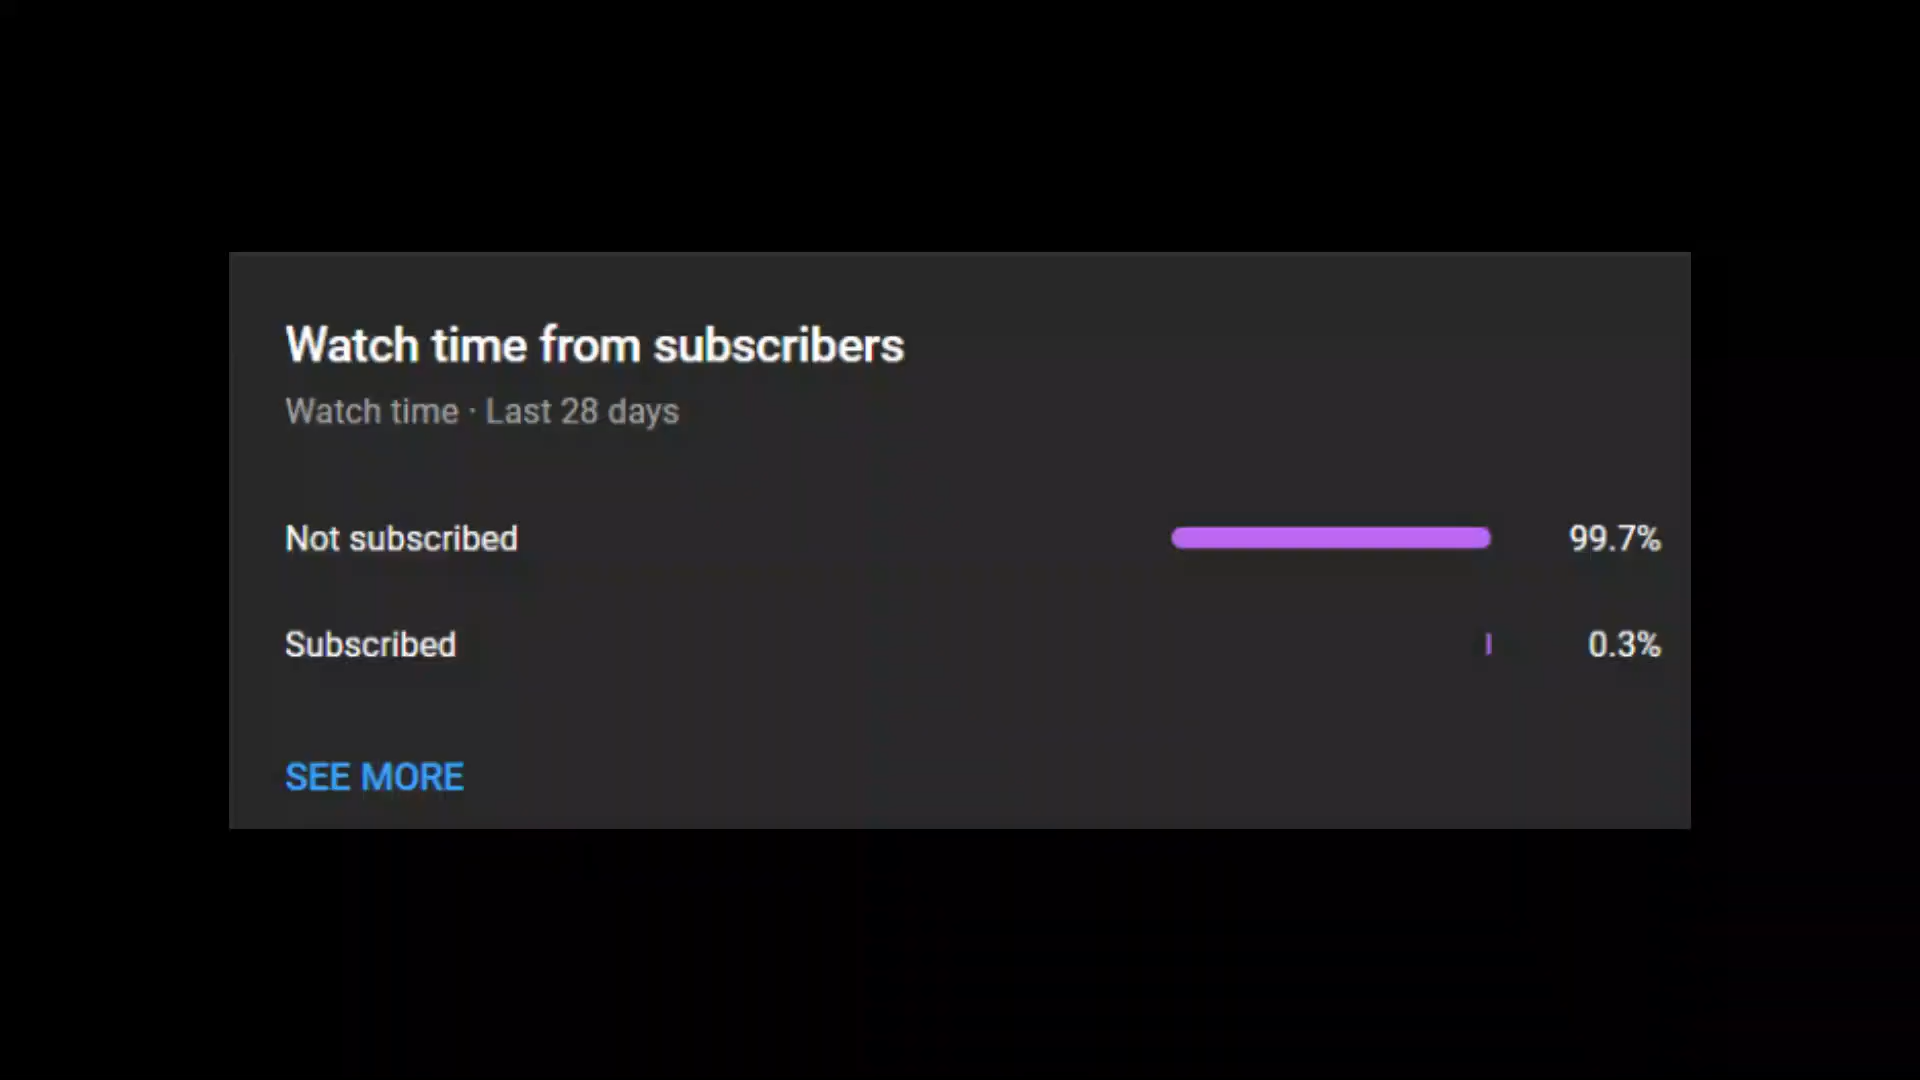 Watch time from subscribers
Watch time · Last 28 days
Not subscribed 99.7%
Subscribed 0.3%
SEE MORE